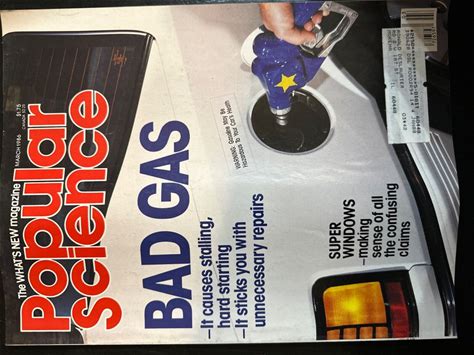 The WHAT'S NEW magazine
MARCH 1986
$1.75
Popular
Science
BAD GAS
—It causes stalling,
hard starting
—It sticks you with
unnecessary repairs
WARNING: Gasoline May Be
Hazardous To Your Car's Health.
SUPER
WINDOWS
—making
sense of all
the confusing
claims